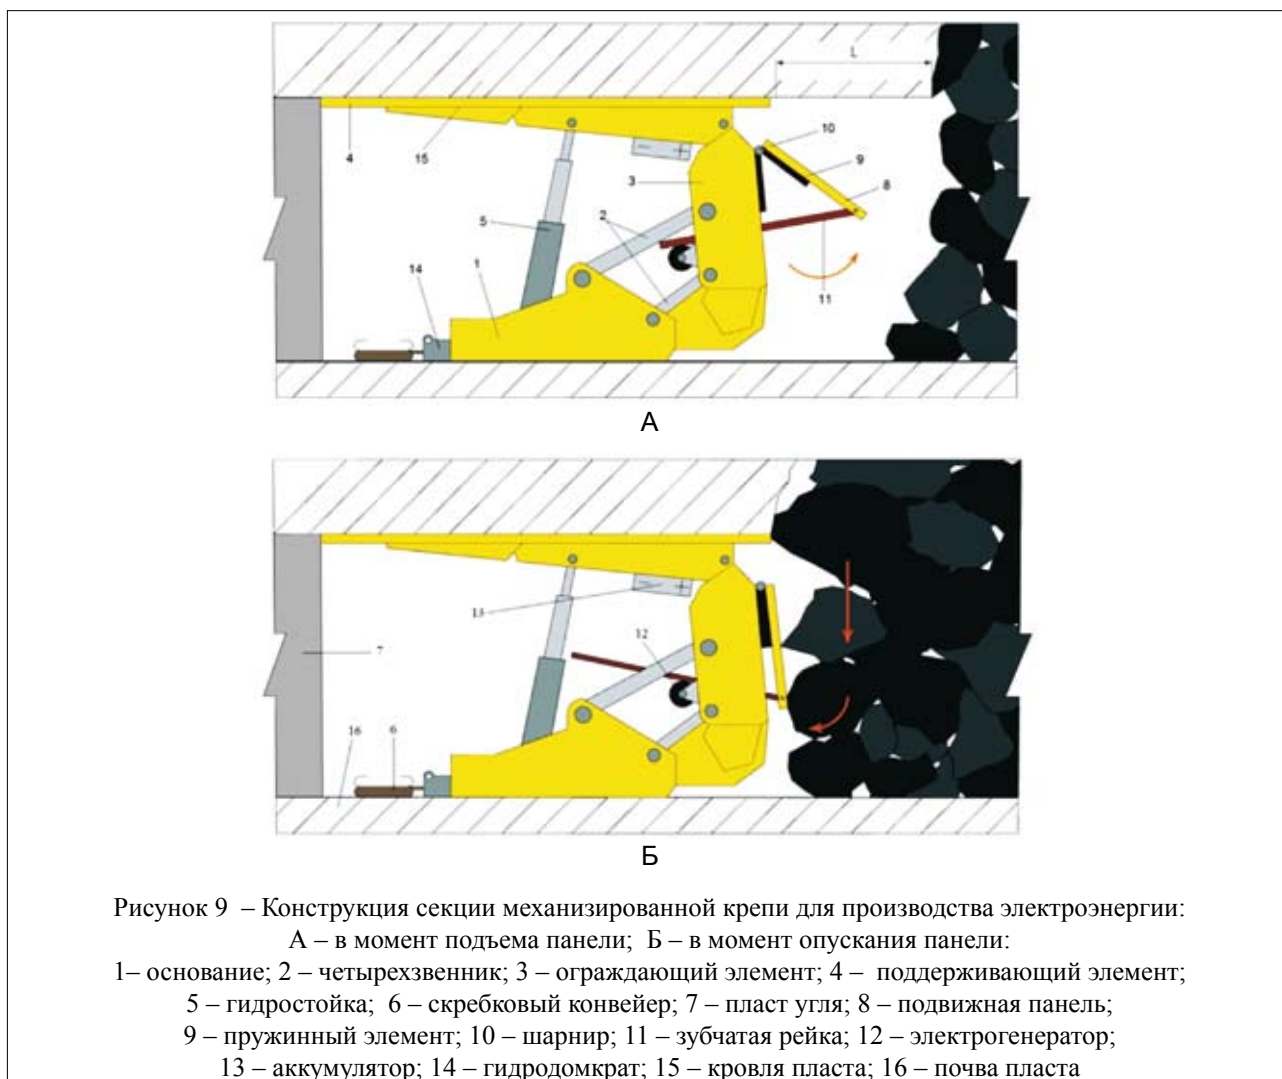 L
10
4
15
9
3
8
2
5
1
14
11
А
13
12
7
16
6
Б
Рисунок 9 – Конструкция секции механизированной крепи для производства электроэнергии:
А – в момент подъема панели; Б – в момент опускания панели:
1– основание; 2 – четырехзвенник; 3 – ограждающий элемент; 4 – поддерживающий элемент;
5 – гидростойка; 6 – скребковый конвейер; 7 – пласт угля; 8 – подвижная панель;
9 – пружинный элемент; 10 – шарнир; 11 – зубчатая рейка; 12 – электрогенератор;
13 – аккумулятор; 14 – гидродомкрат; 15 – кровля пласта; 16 – почва пласта